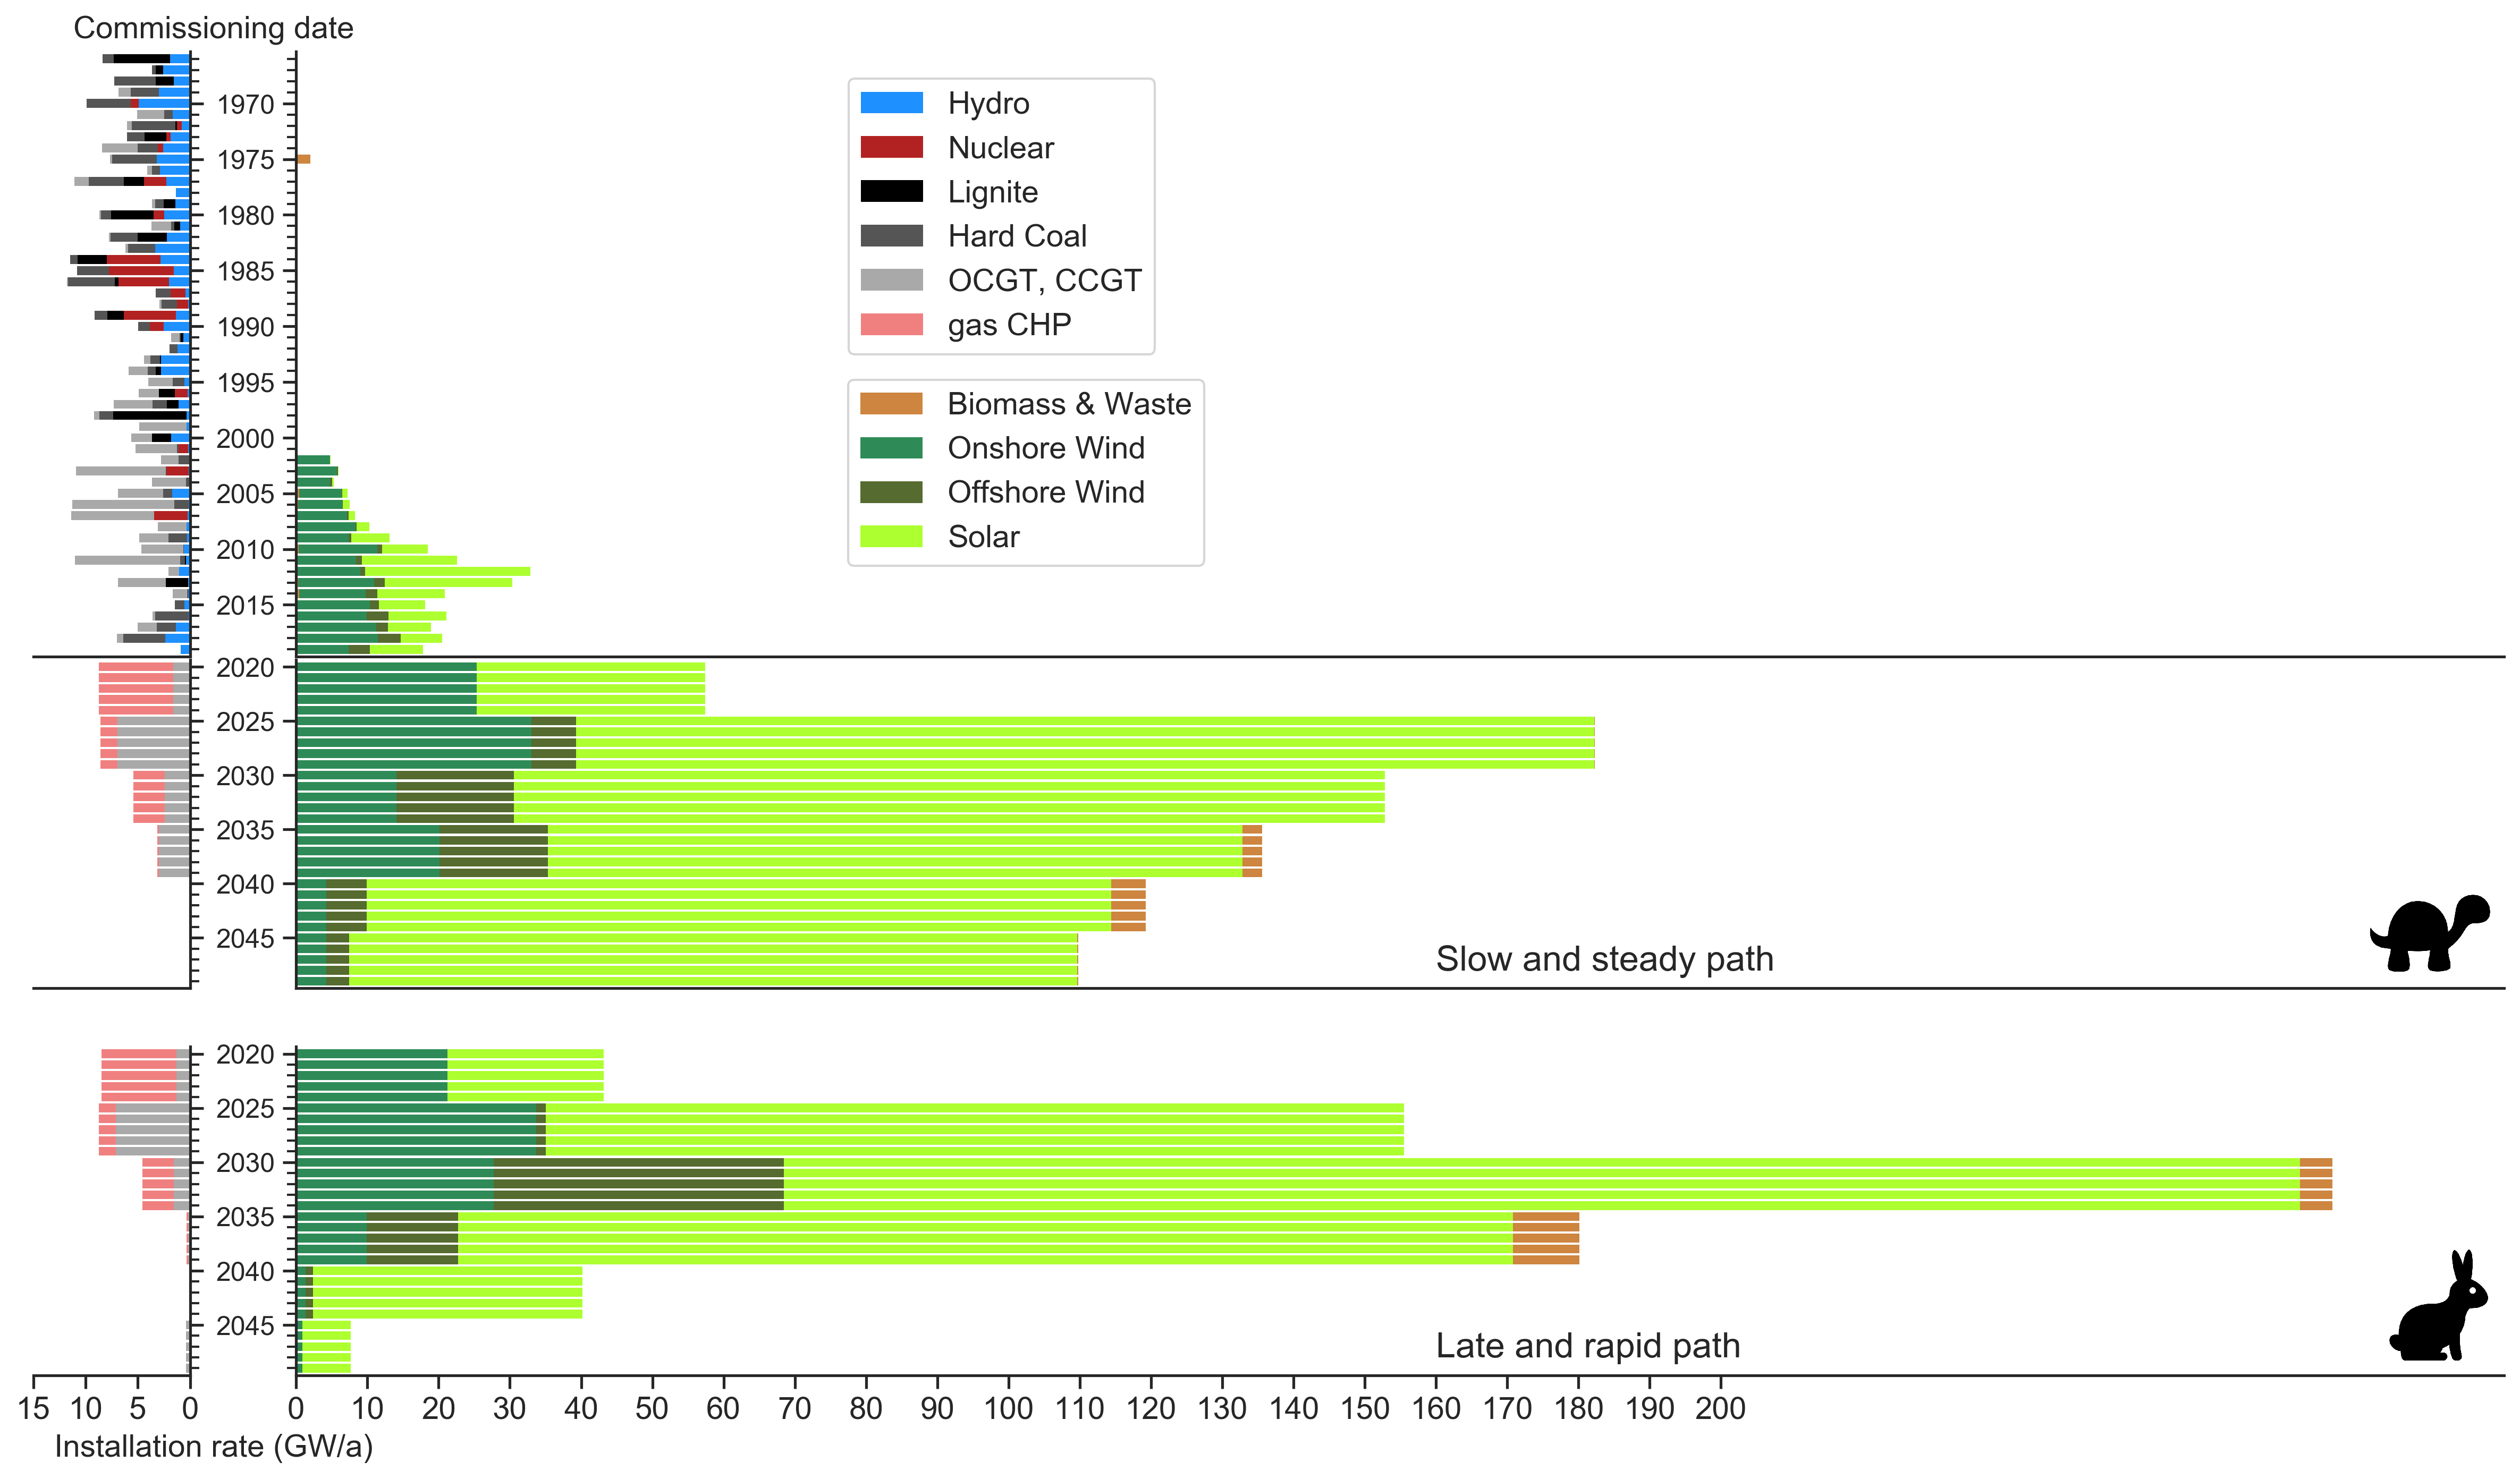 Commissioning date
1970
1975
1980
1985
1990
1995
2000
2005
2010
2015
Hydro
Nuclear
Lignite
Hard Coal
OCGT, CCGT
gas CHP
Biomass & Waste
Onshore Wind
Offshore Wind
Solar
2020
2025
2030
2035
2040
2045
Slow and steady path
2020
2025
2030
2035
2040
2045
Late and rapid path
15 10 5 0 0 10 20 30 40 50 60 70 80 90 100 110 120 130 140 150 160 170 180 190 200
Installation rate (GW/a)